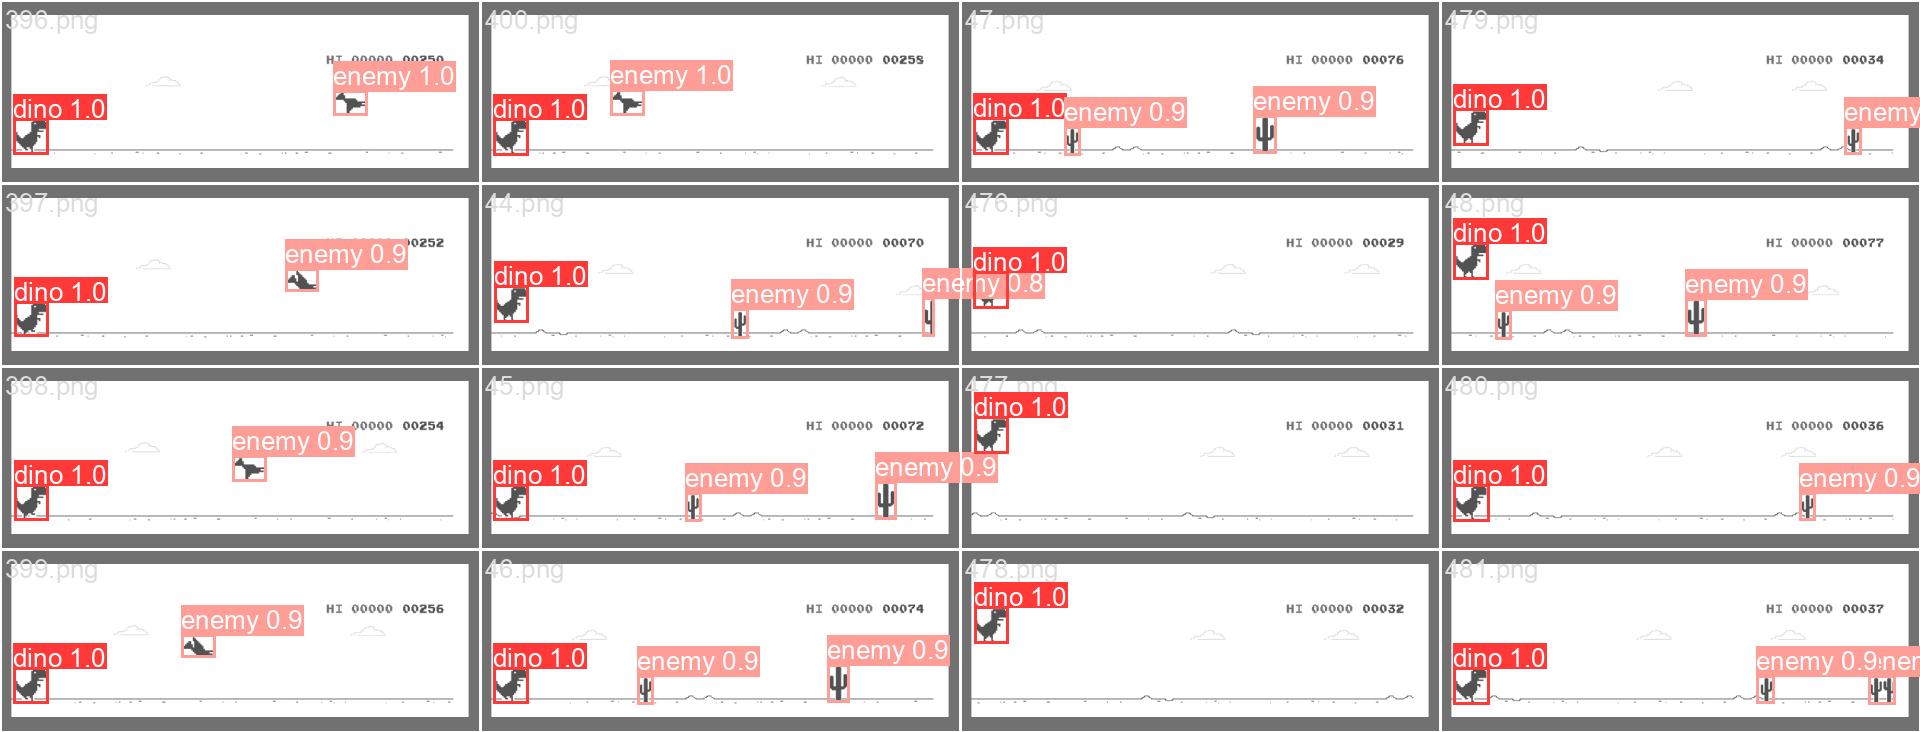 396.png
HI 00000 00250
enemy 1.0
dino 1.0
400.png
HI 00000 00258
enemy 1.0
dino 1.0
47.png
HI 00000 00076
enemy 0.9
dino 1.0
enemy 0.9
479.png
HI 00000 00034
dino 1.0
enemy
397.png
00252
enemy 0.9
dino 1.0
44.png
HI 00000 00070
dino 1.0
enemy 0.9
enemy 0.8
476.png
HI 00000 00029
dino 1.0
48.png
dino 1.0
HI 00000 00077
enemy 0.9
enemy 0.9
398.png
HI 00000 00254
enemy 0.9
dino 1.0
45.png
HI 00000 00072
dino 1.0
enemy 0.9
enemy 0.9
477.png
dino 1.0
HI 00000 00031
480.png
HI 00000 00036
dino 1.0
enemy 0.9
399.png
HI 00000 00256
enemy 0.9
dino 1.0
46.png
HI 00000 00074
dino 1.0
enemy 0.9
enemy 0.9
478.png
dino 1.0
HI 00000 00032
481.png
HI 00000 00037
dino 1.0
enemy 0.9